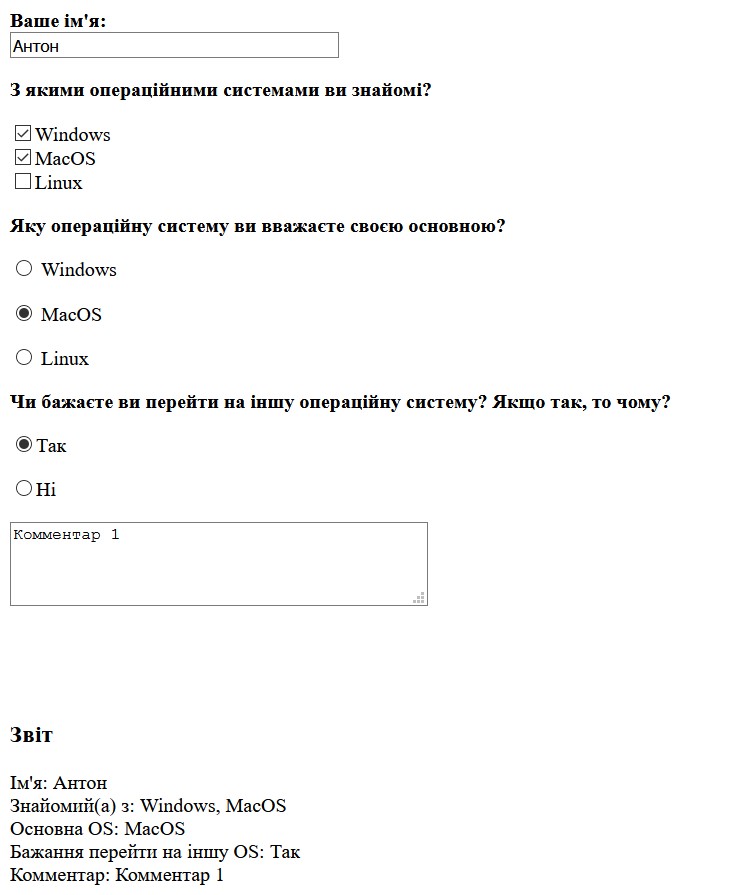 Ваше ім'я:
Антон
З якими операційними системами ви знайомі?
Windows
MacOS
Linux
Яку операційну систему ви вважаєте своєю основною?
Windows
MacOS
Linux
Чи бажаєте ви перейти на іншу операційну систему? Якщо так, то чому?
Так
Ні
Комментар 1
Звіт
Ім'я: Антон
Знайомий(а) з: Windows, MacOS
Основна OS: MacOS
Бажання перейти на іншу OS: Так
Комментар: Комментар 1